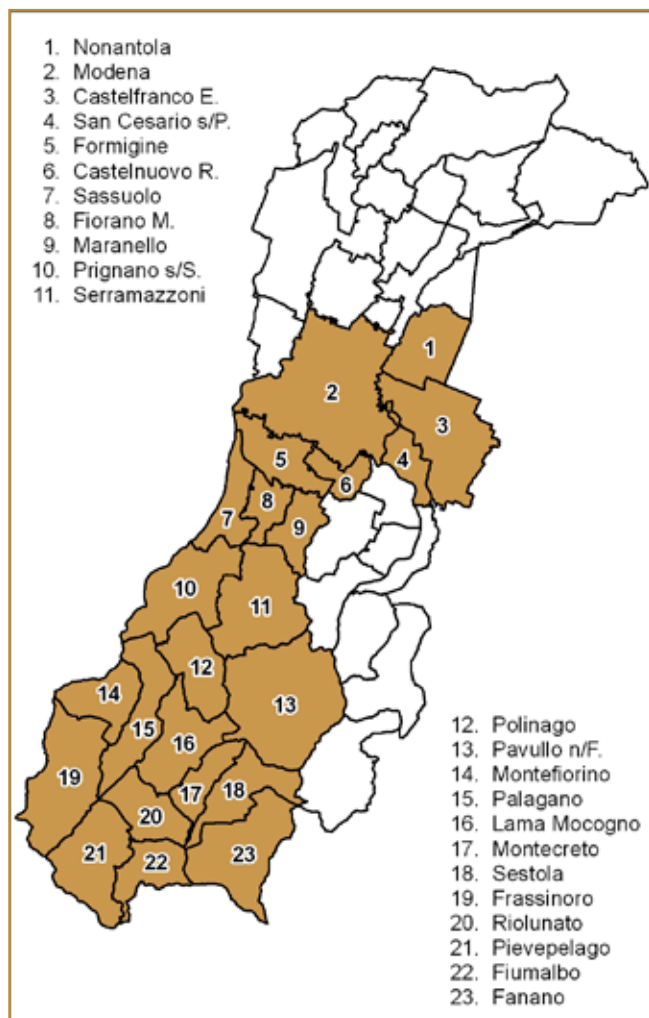 1. Nonantola
2. Modena
3. Castelfranco E.
4. San Cesario s/P.
5. Formigine
6. Castelnuovo R.
7. Sassuolo
8. Fiorano M.
9. Maranello
10. Prignano s/S.
11. Serramazzoni
1
2
3
5
4
6
8
7
9
10
11
12
13
14
15
16
19
17
18
20
21
22
23
12. Polinago
13. Pavullo n/F.
14. Montefiorino
15. Palagano
16. Lama Mocogno
17. Montecreto
18. Sestola
19. Frassinoro
20. Riolunato
21. Pievepelago
22. Fiumalbo
23. Fanano